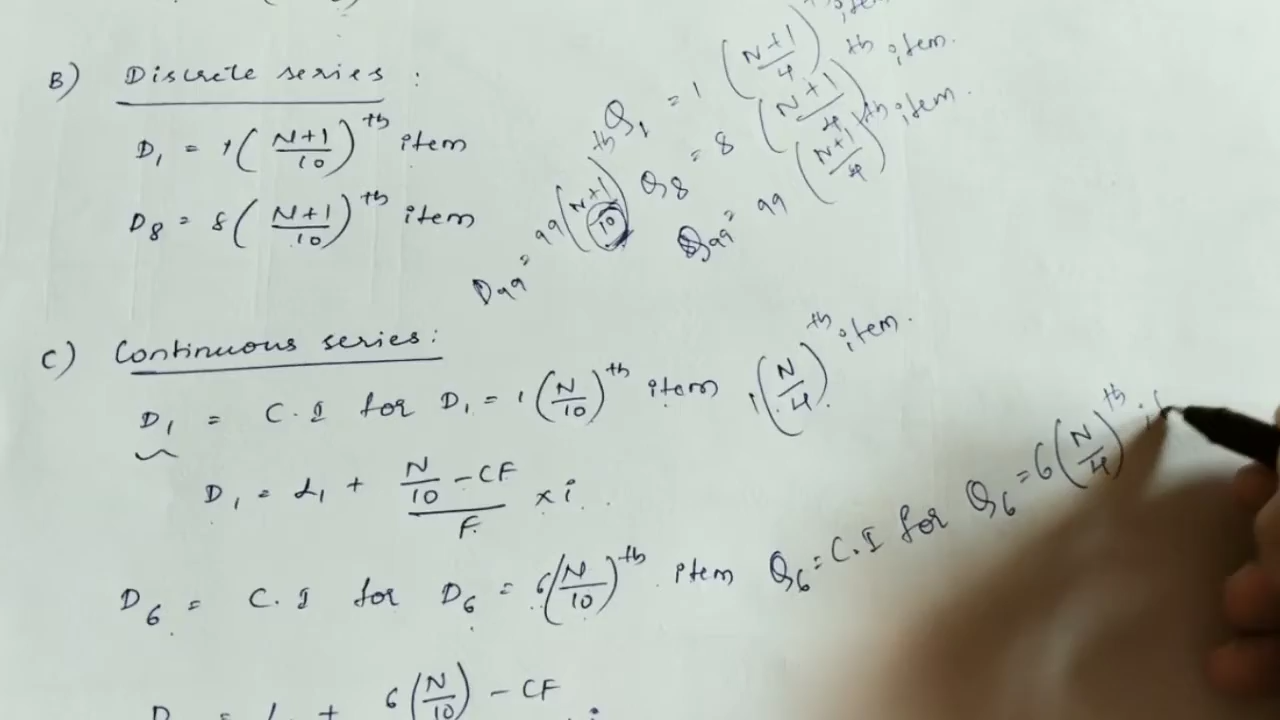 B) Discrete series :
D₁ = 1(N+1/10)ᵗʰ item
D₈ = 8(N+1/10)ᵗʰ item
Q₁ = 1(N+1/4)ᵗʰ item
Q₈ = 8(N+1/4)ᵗʰ item.
Q₉₉ = 99(N+1/4)ᵗʰ item.
D₉₉ = 99(N+1/10)ᵗʰ
C) Continuous series:
D₁ = C.I for D₁ = 1(N/10)ᵗʰ item 1(N/4)ᵗʰ item.
D₁ = L₁ + (N/10 - CF)/F × i
D₆ = C.I for D₆ = 6(N/10)ᵗʰ item Q₆ = C.I for Q₆ = 6(N/4)ᵗʰ
6(N/10) - CF